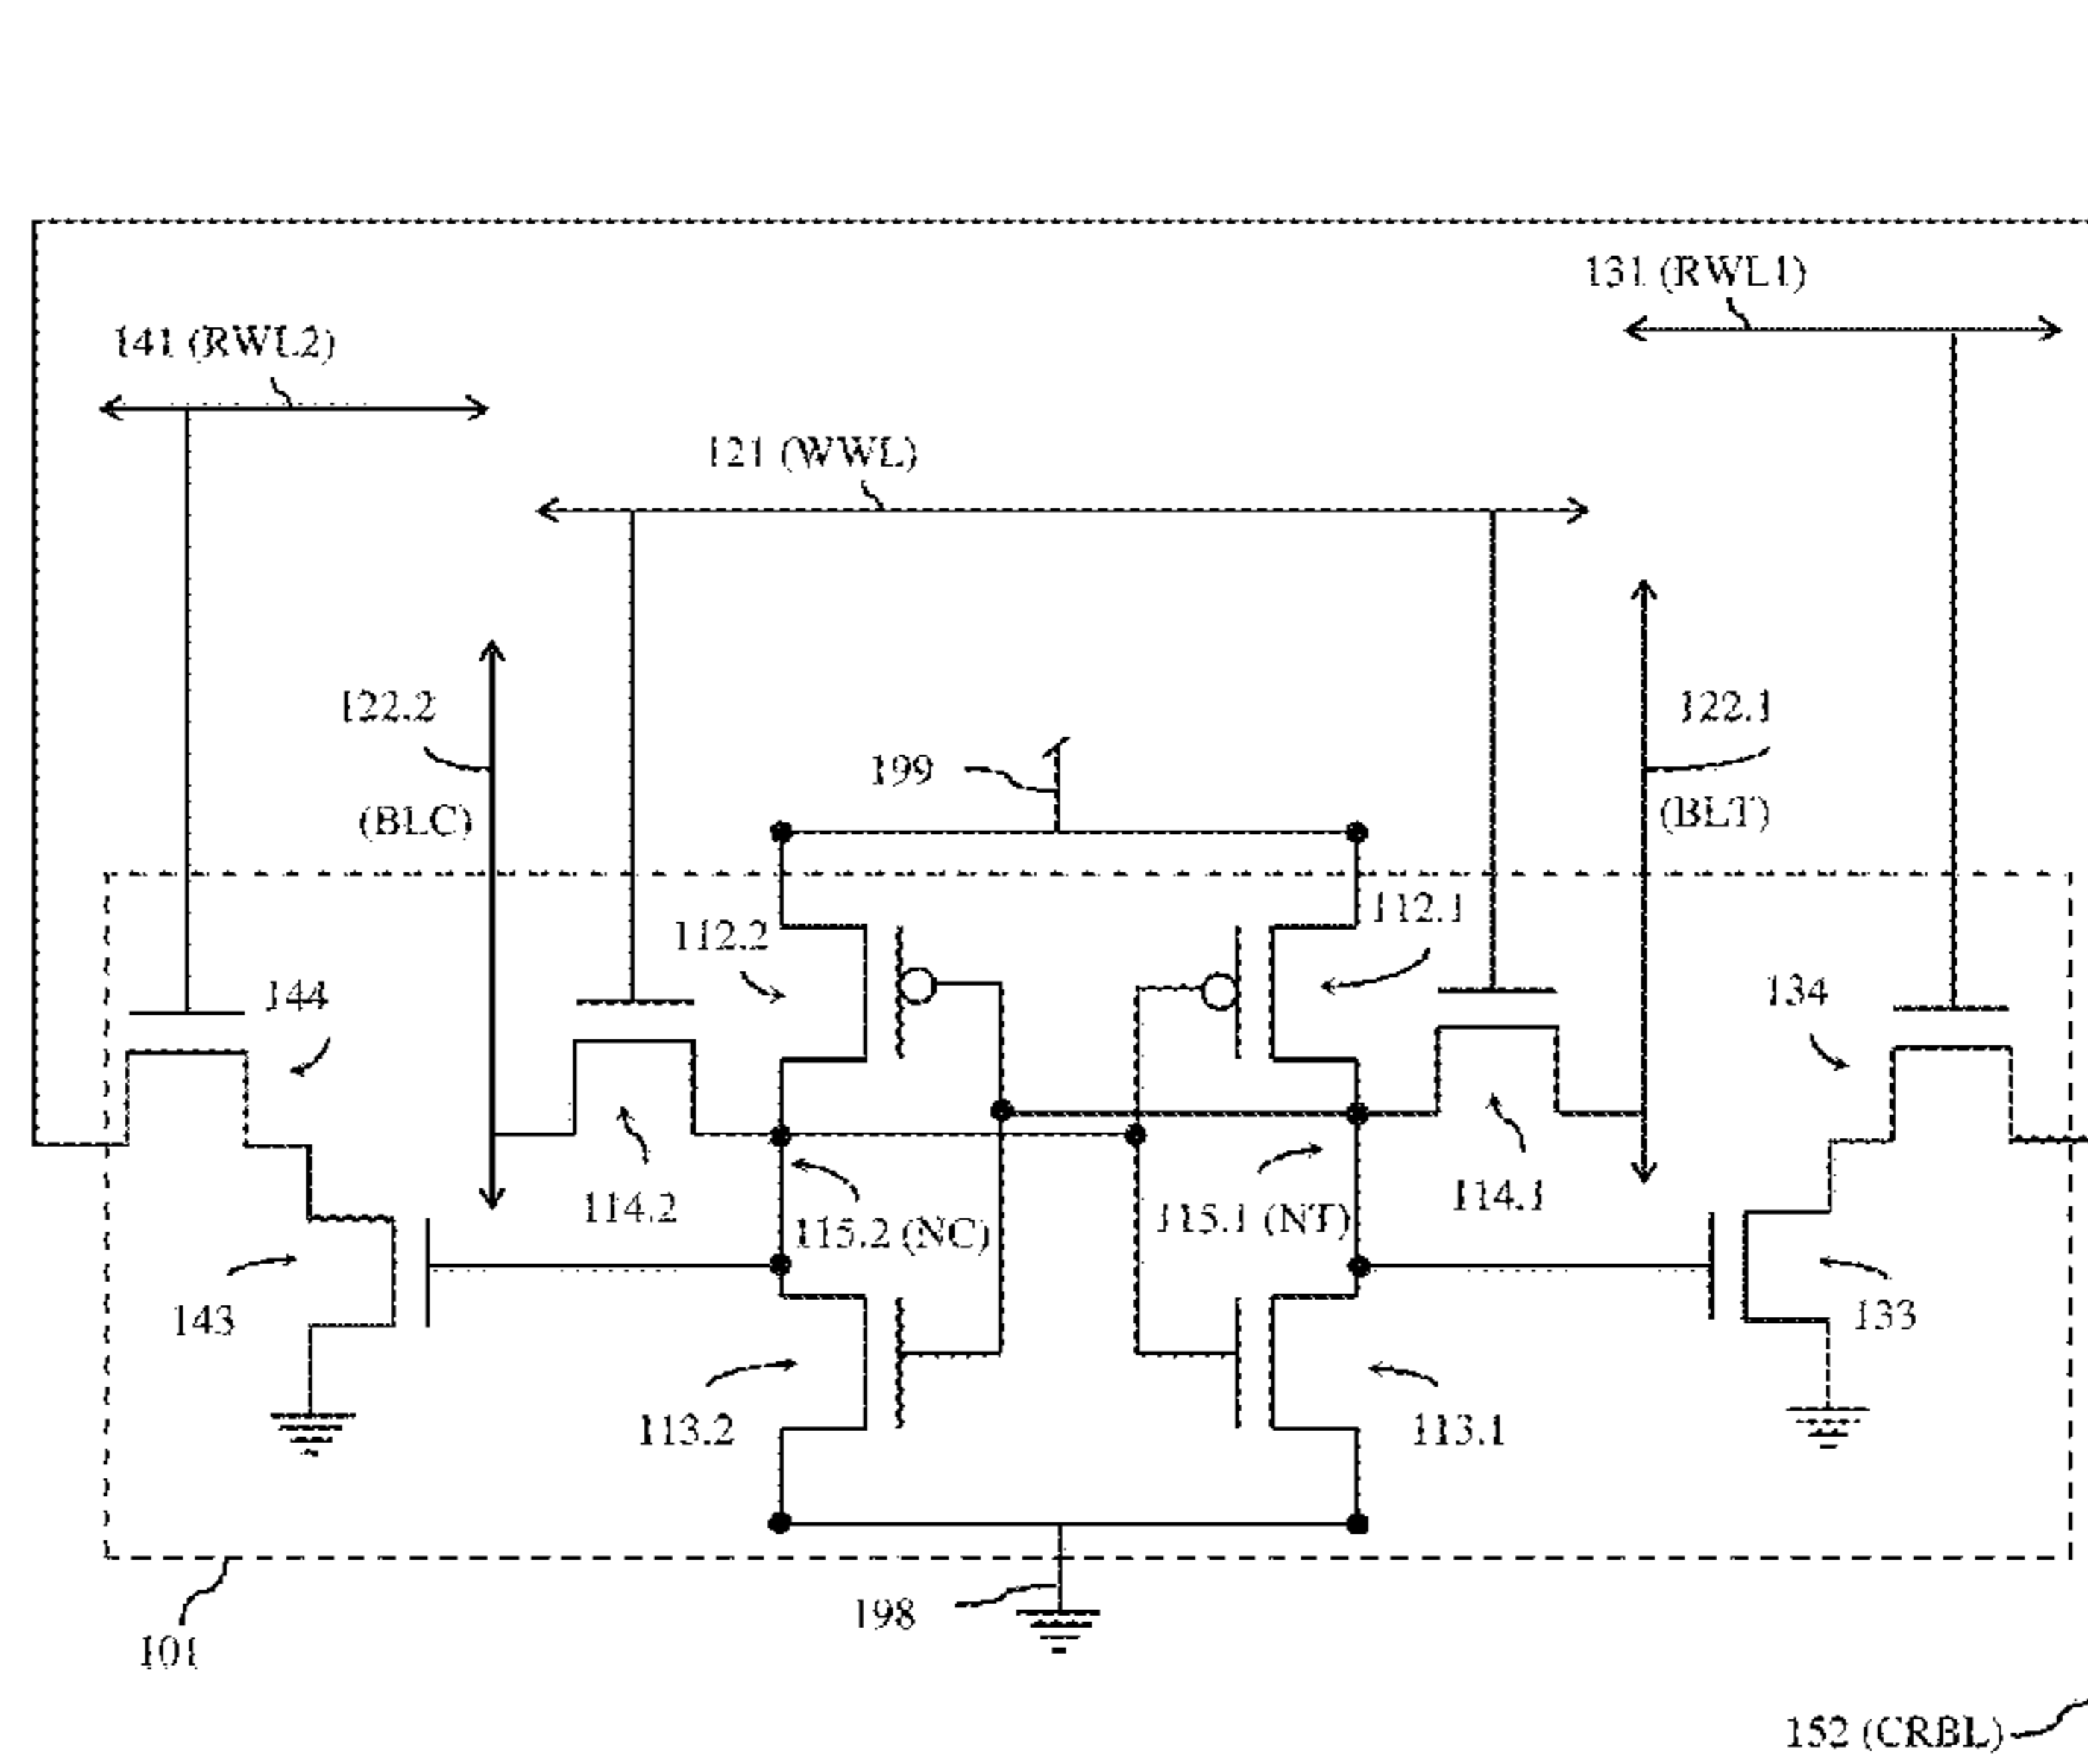 131 (RWL1)
141 (RWL2)
121 (WWL)
122.2
122.1
199
(BLC)
(BLT)
112.2
112.1
144
134
114.2
115.2 (NC)
115.1 (NT)
114.1
143
133
113.2
113.1
198
101
152 (CRBL)